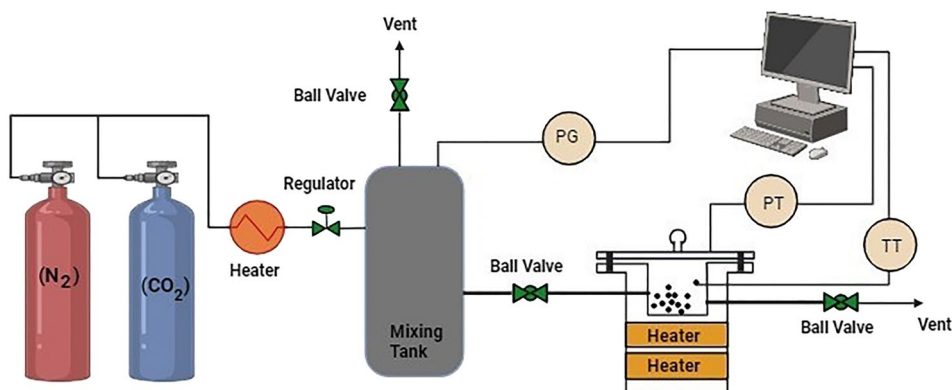 Vent
Ball Valve
PG
Regulator
PT
(N2)
(CO2)
Heater
Ball Valve
TT
Mixing
Tank
Heater
Heater
Ball Valve
Vent